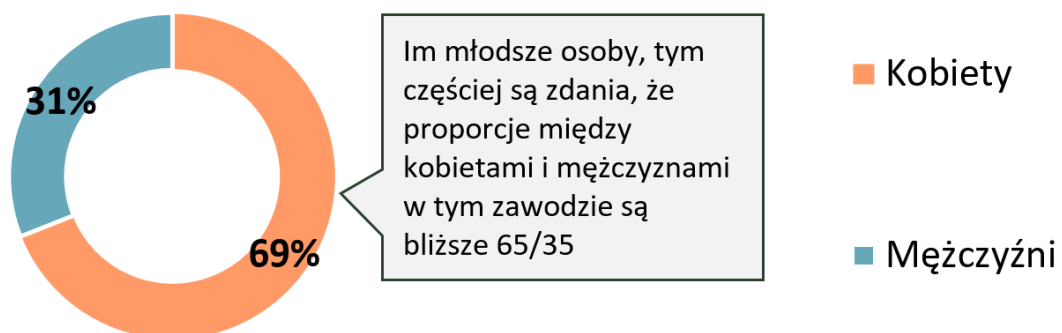 31%
69%
Im młodsze osoby, tym
częściej są zdania, że
proporcje między
kobietami i mężczyznami
w tym zawodzie są
bliższe 65/35
Kobiety
Mężczyźni